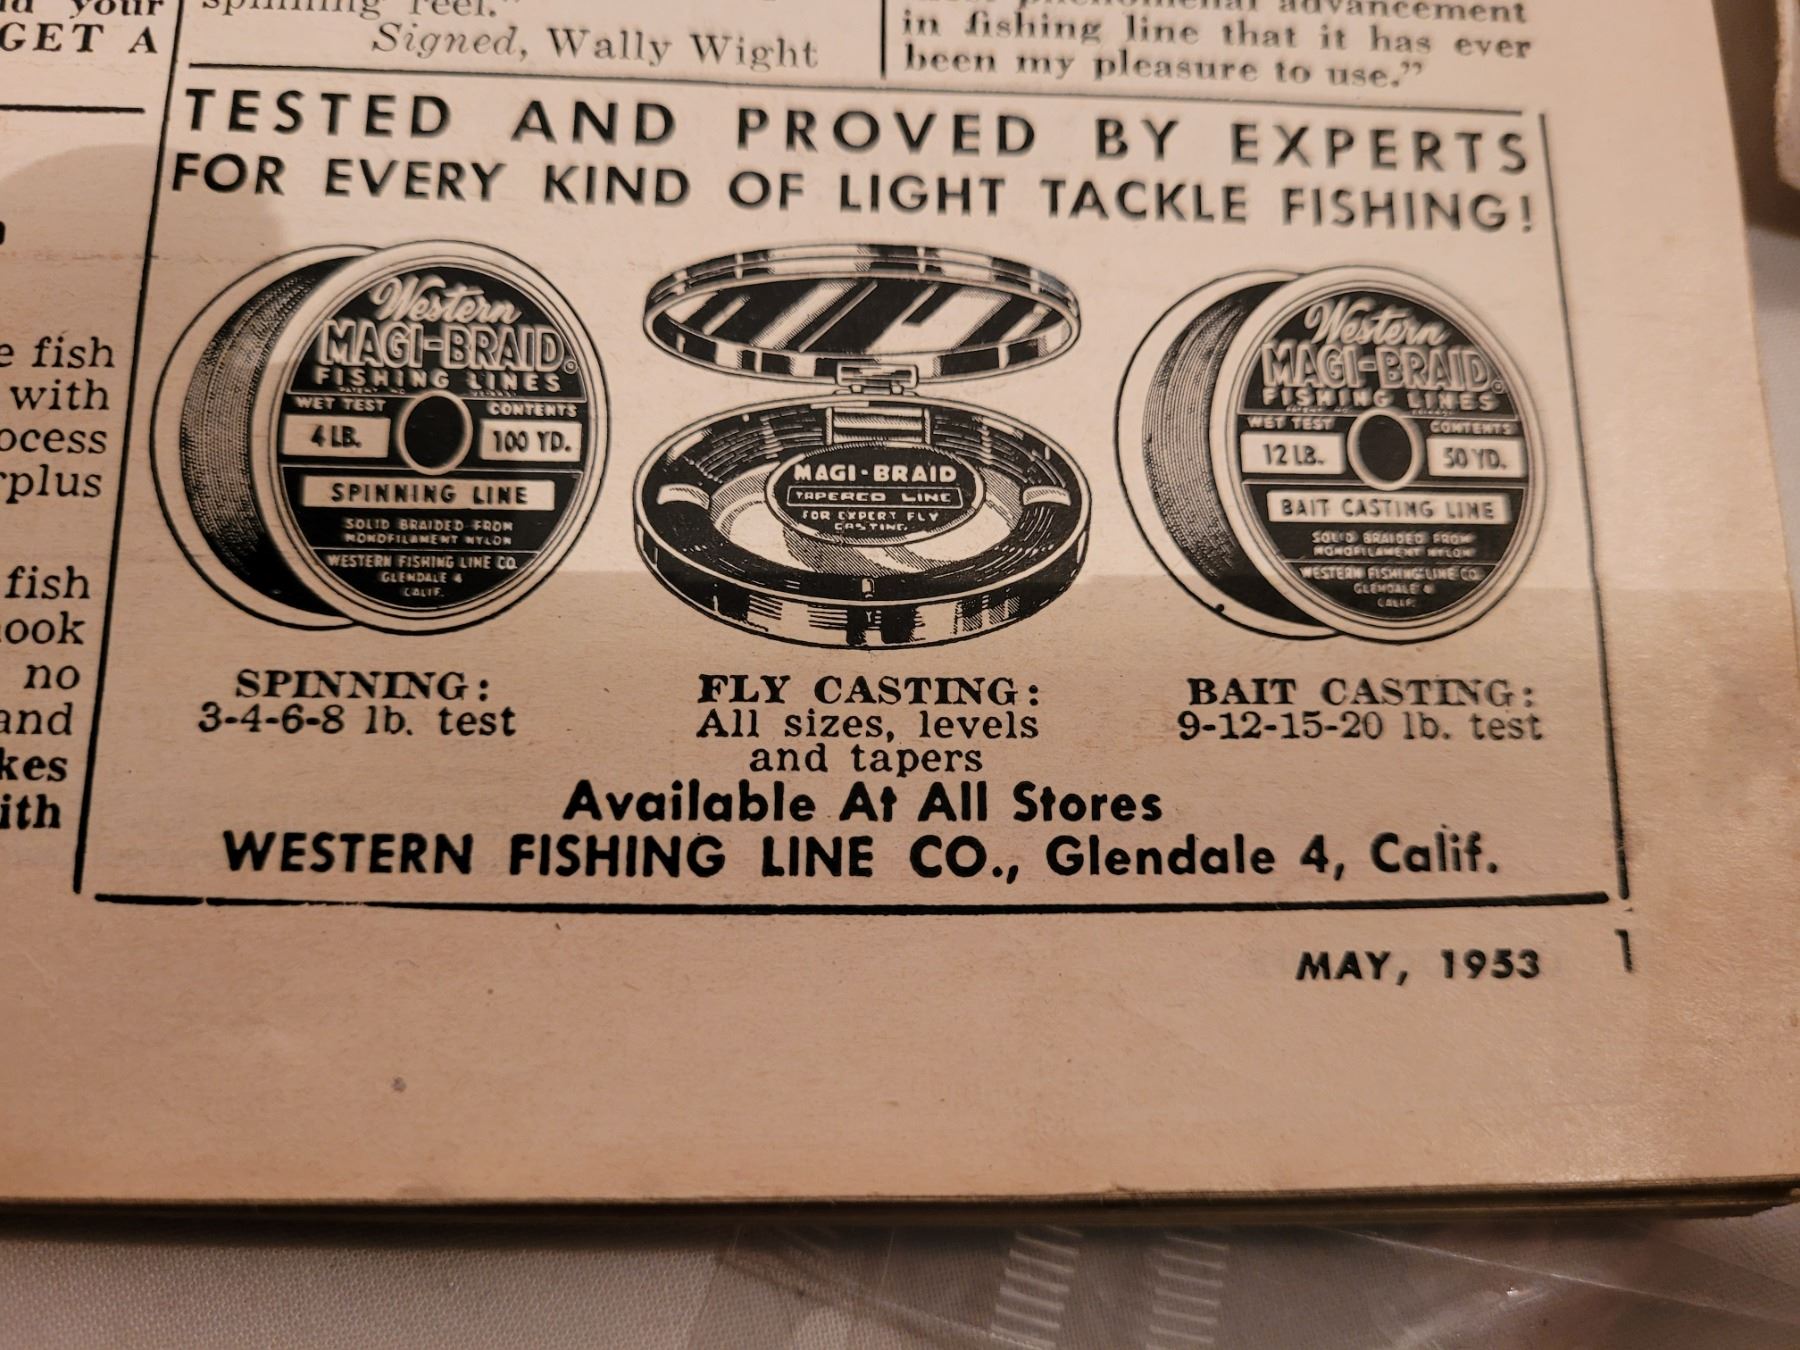 your
GET A
e fish
with
ocess
rplus
fish
ook
no
and
kes
ith
spinning reel."
Signed, Wally Wight
advancement
in fishing line that it has ever
been my pleasure to use."
TESTED AND PROVED BY EXPERTS
FOR EVERY KIND OF LIGHT TACKLE FISHING!
Western
MAGI-BRAID®
FISHING LINES
WET TEST CONTENTS
4 LB. 100 YD.
SPINNING LINE
SOLID BRAIDED FROM
MONOFILAMENT NYLON
WESTERN FISHING LINE CO.
GLENDALE 4
CALIF.
MAGI-BRAID
TAPERED LINE
FOR EXPERT FLY
CASTING
Western
MAGI-BRAID®
FISHING LINES
WET TEST CONTENTS
12 LB. 50 YD.
BAIT CASTING LINE
SOLID BRAIDED FROM
MONOFILAMENT NYLON
WESTERN FISHING LINE CO.
GLENDALE 4
CALIF.
SPINNING:
3-4-6-8 lb. test
FLY CASTING:
All sizes, levels
and tapers
BAIT CASTING:
9-12-15-20 lb. test
Available At All Stores
WESTERN FISHING LINE CO., Glendale 4, Calif.
MAY, 1953 1